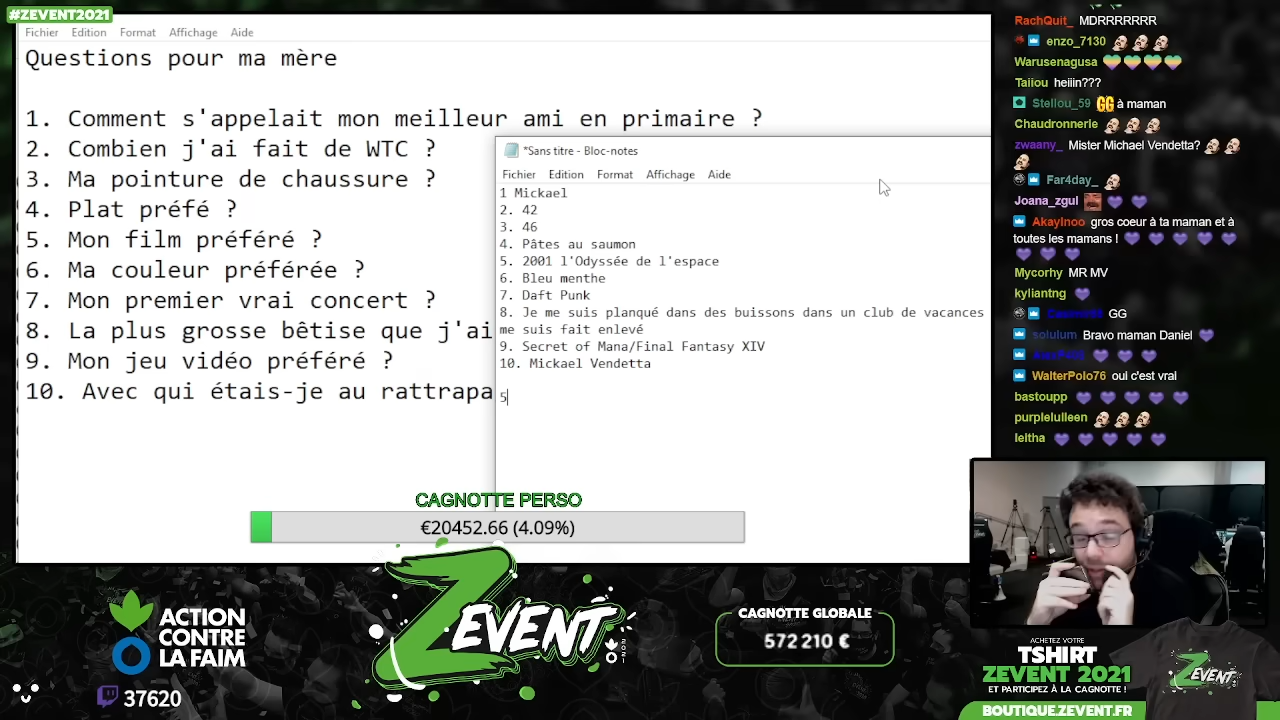 #ZEVENT2021
Fichier Edition Format Affichage Aide
Questions pour ma mère
1. Comment s'appelait mon meilleur ami en primaire ?
2. Combien j'ai fait de WTC ?
3. Ma pointure de chaussure ?
4. Plat préfé ?
5. Mon film préféré ?
6. Ma couleur préférée ?
7. Mon premier vrai concert ?
8. La plus grosse bêtise que j'ai
9. Mon jeu vidéo préféré ?
10. Avec qui étais-je au rattrapa
*Sans titre - Bloc-notes
Fichier Edition Format Affichage Aide
1 Mickael
2. 42
3. 46
4. Pâtes au saumon
5. 2001 l'Odyssée de l'espace
6. Bleu menthe
7. Daft Punk
8. Je me suis planqué dans des buissons dans un club de vacances
me suis fait enlevé
9. Secret of Mana/Final Fantasy XIV
10. Mickael Vendetta
5
CAGNOTTE PERSO
€20452.66 (4.09%)
RachQuit_ MDRRRRRRR
enzo_7130
Warusenagusa
Taiiou heiiin???
Stellou_59 GG à maman
Chaudronnerie
zwaany_ Mister Michael Vendetta?
Far4day_
Joana_zgul
Akaylnoo gros coeur à ta maman et à
toutes les mamans !
Mycorhy MR MV
kyliantng
GG
solulum Bravo maman Daniel
WalterPolo76 oui c'est vrai
bastoupp
purplelulleen
leitha
ACTION
CONTRE
LA FAIM
37620
ZEVENT
2021
CAGNOTTE GLOBALE
572 210 €
ACHETEZ VOTRE
TSHIRT
ZEVENT 2021
ET PARTICIPEZ À LA CAGNOTTE !
ZEVENT
BOUTIQUE.ZEVENT.FR